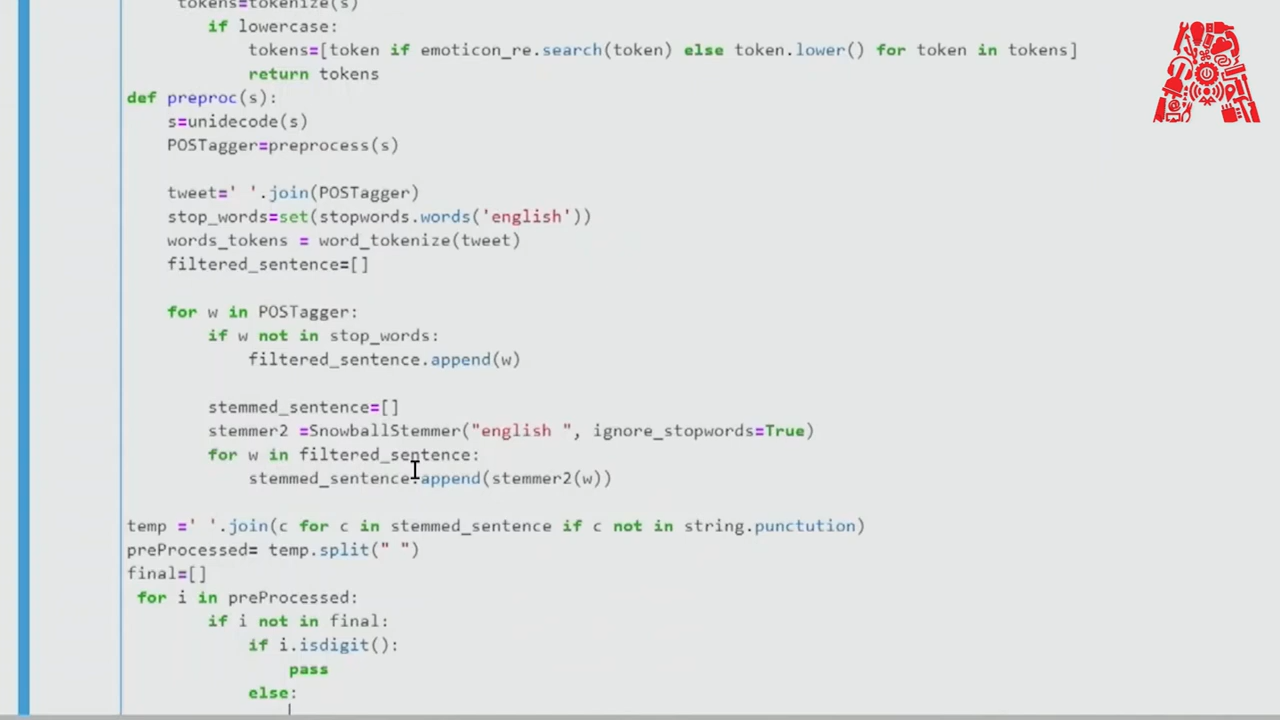 tokens=tokenize(s)
if lowercase:
tokens=[token if emoticon_re.search(token) else token.lower() for token in tokens]
return tokens
def preproc(s):
s=unidecode(s)
POSTagger=preprocess(s)
tweet=' '.join(POSTagger)
stop_words=set(stopwords.words('english'))
words_tokens = word_tokenize(tweet)
filtered_sentence=[]
for w in POSTagger:
if w not in stop_words:
filtered_sentence.append(w)
stemmed_sentence=[]
stemmer2 =SnowballStemmer("english ", ignore_stopwords=True)
for w in filtered_sentence:
stemmed_sentence.append(stemmer2(w))
temp =' '.join(c for c in stemmed_sentence if c not in string.punctution)
preProcessed= temp.split(" ")
final=[]
for i in preProcessed:
if i not in final:
if i.isdigit():
pass
else: